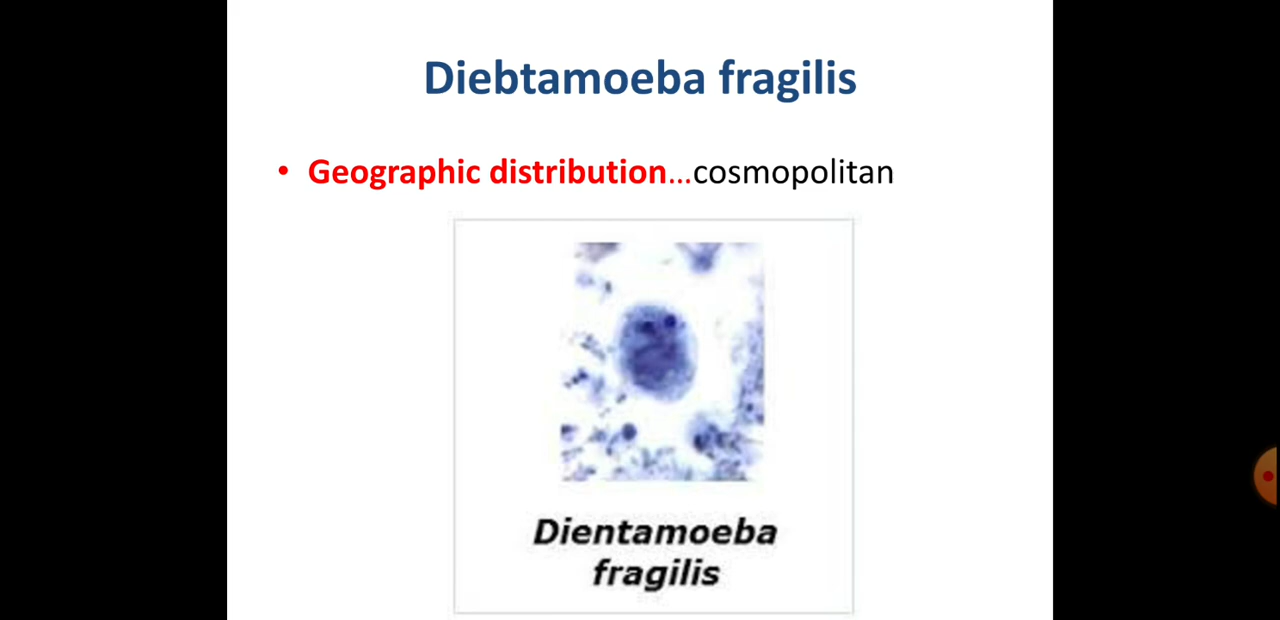 Diebtamoeba fragilis
• Geographic distribution...cosmopolitan
Dientamoeba
fragilis